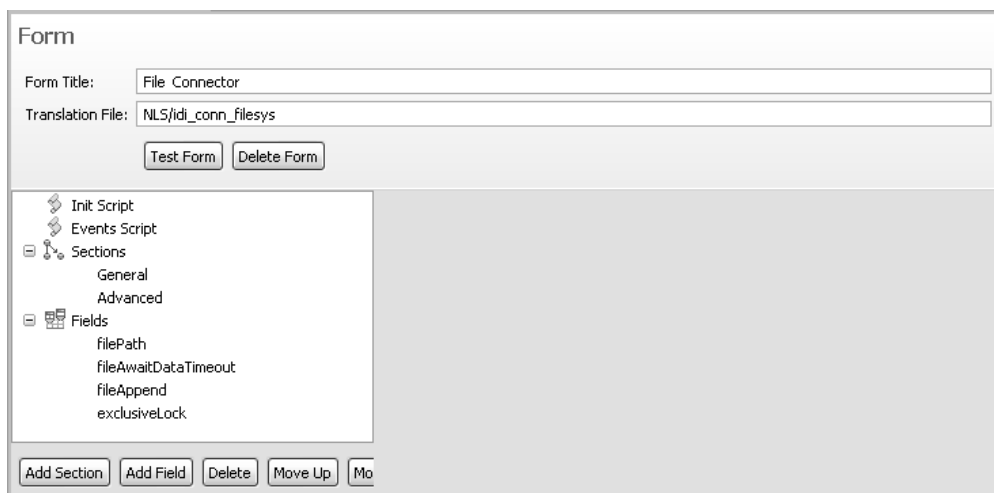 Form
Form Title: File Connector
Translation File: NLS/idi_conn_filesys
Test Form Delete Form
Init Script
Events Script
Sections
General
Advanced
Fields
filePath
fileAwaitDataTimeout
fileAppend
exclusiveLock
Add Section Add Field Delete Move Up Mo